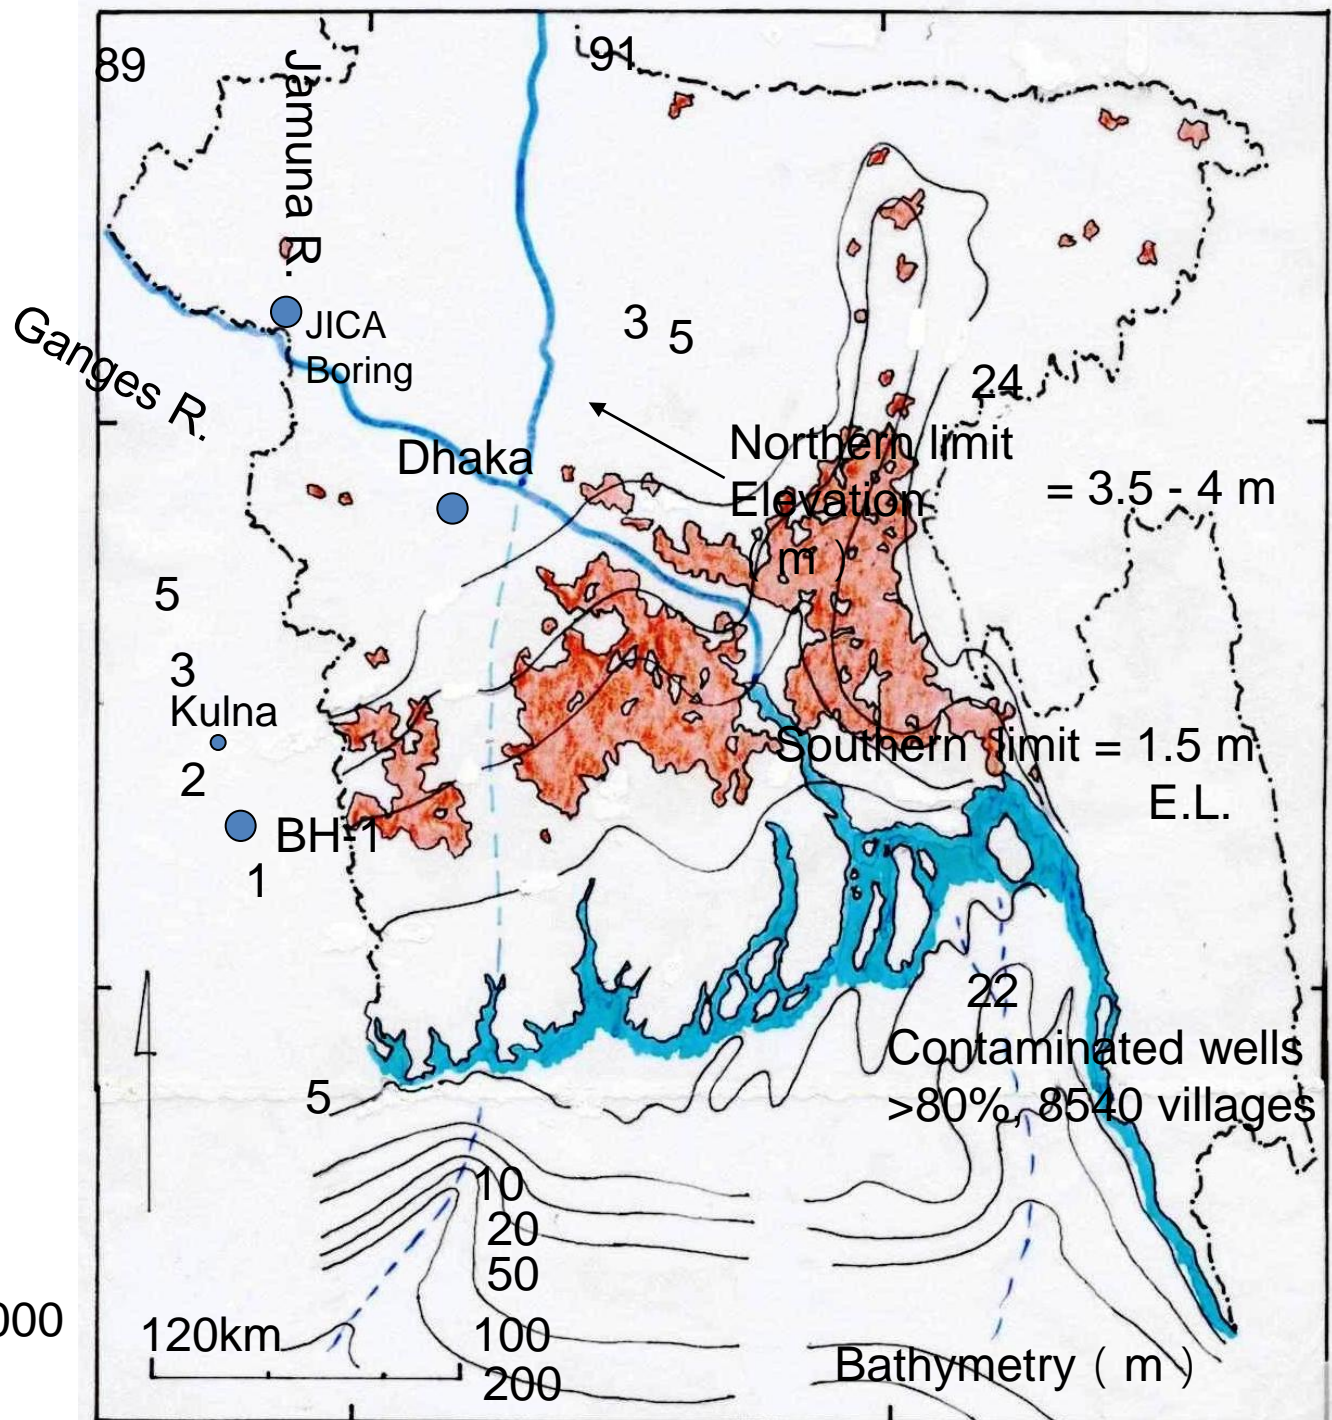 89
91
Jamuna R.
JICA
Boring
3 5
Ganges R.
24
Northern limit
Elevation
( m )
= 3.5 - 4 m
Dhaka
5
3
Kulna
2
BH-1
1
Southern limit = 1.5 m
E.L.
22
Contaminated wells
>80%, 8540 villages
5
10
20
50
100
200
000
120km
Bathymetry ( m )